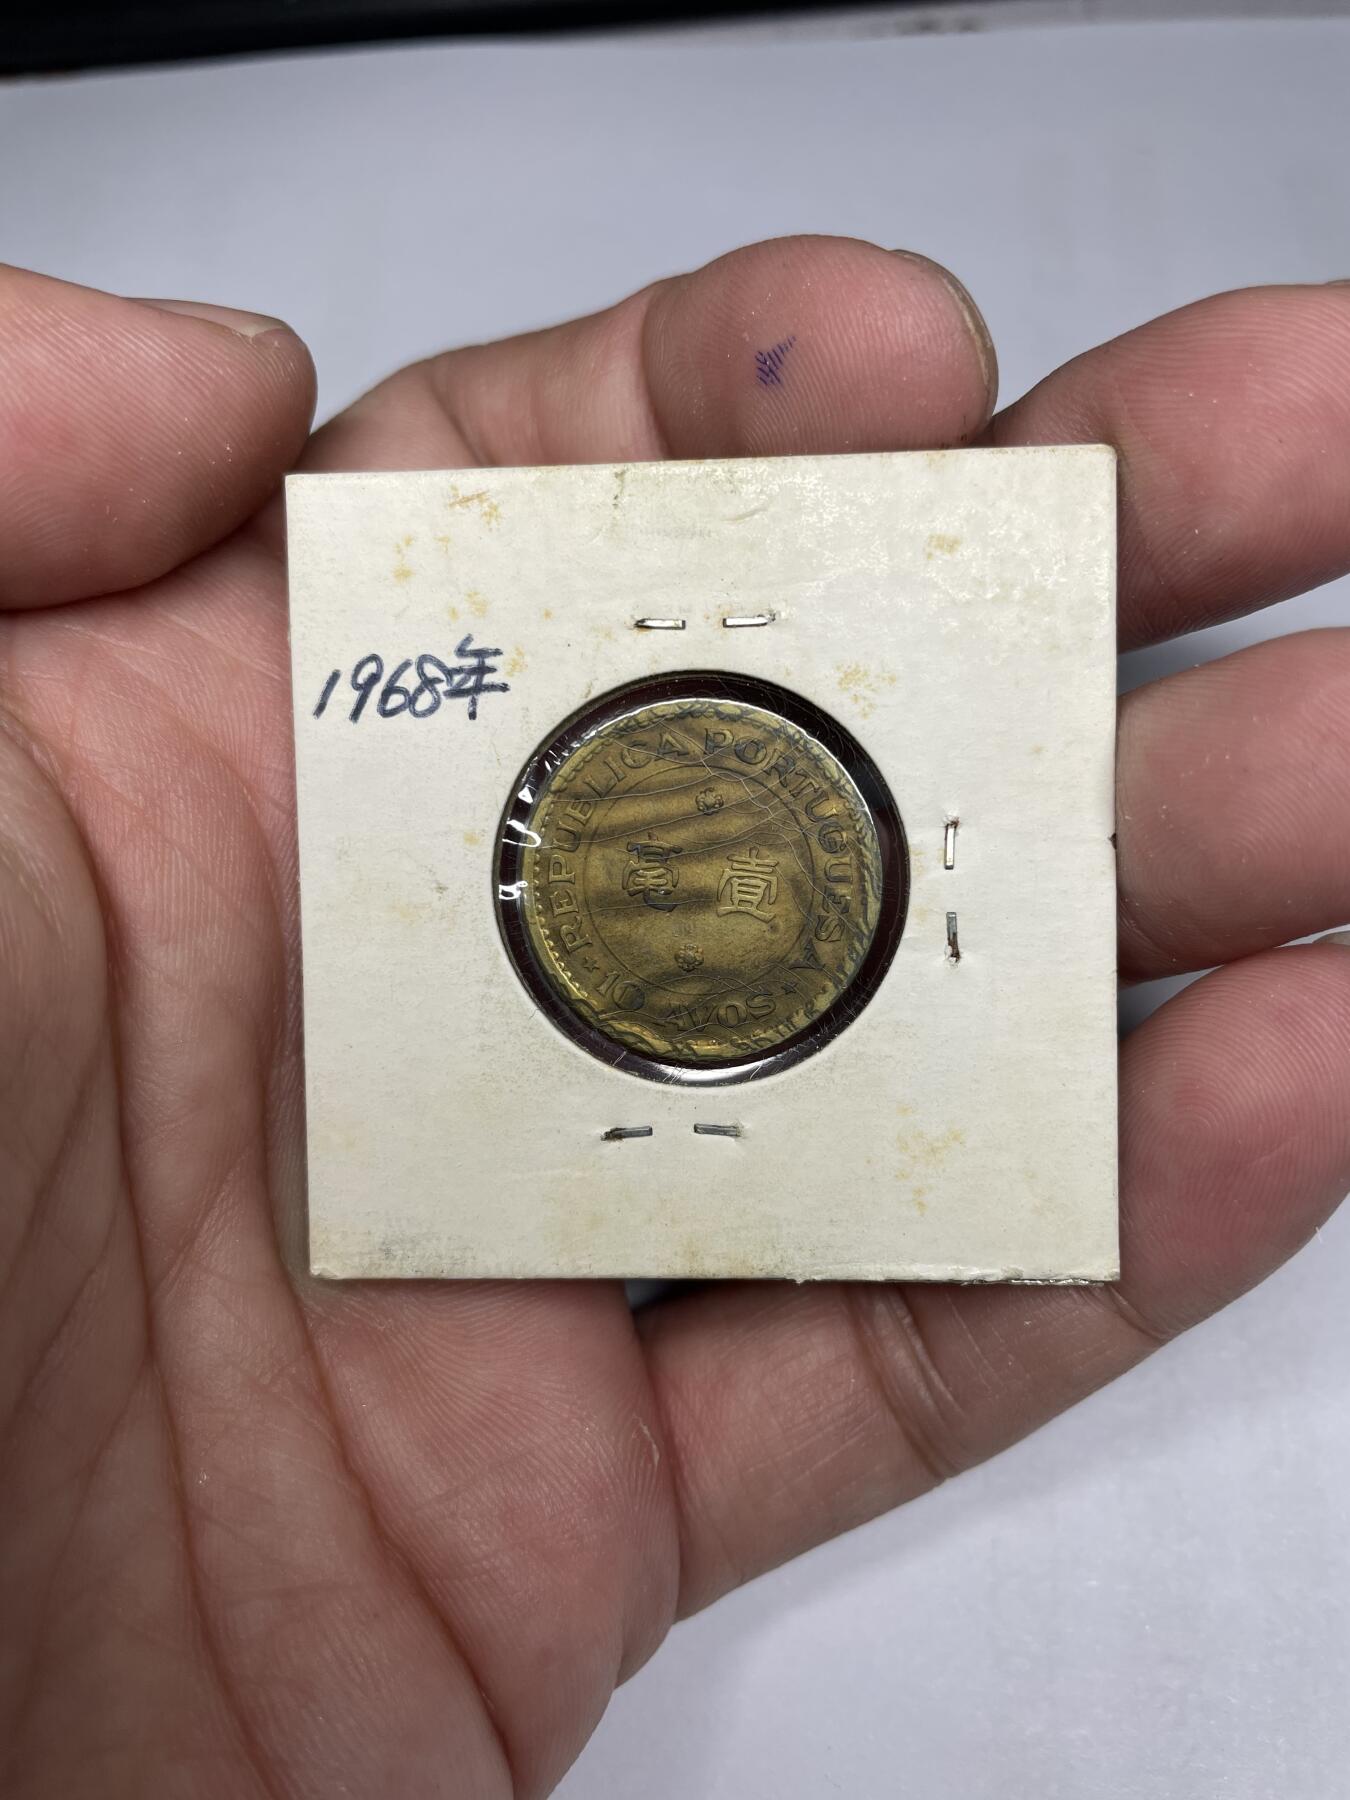 1968年
REPUBLICA PORTUGUESA
壹毫
10 AVOS